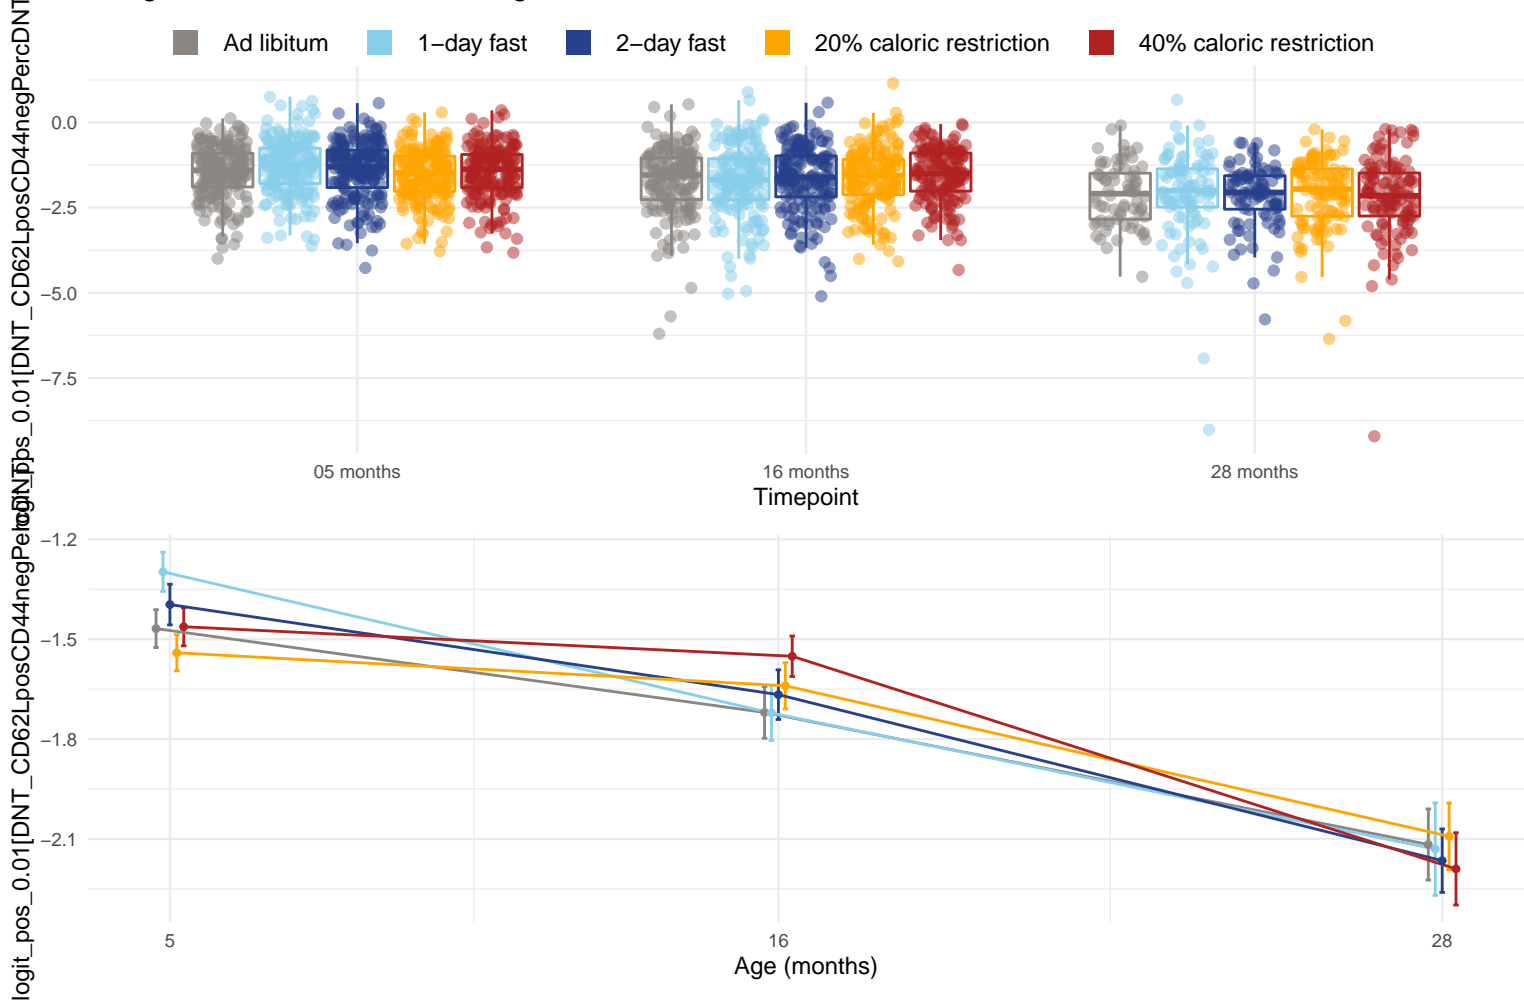 Ad libitum 1−day fast 2−day fast 20% caloric restriction 40% caloric restriction
0.0
−2.5
−5.0
−7.5
05 months 16 months 28 months
Timepoint
−1.2
−1.5
−1.8
−2.1
5 16 28
Age (months)
logit_pos_0.01[DNT_CD62LposCD44negPercDNT